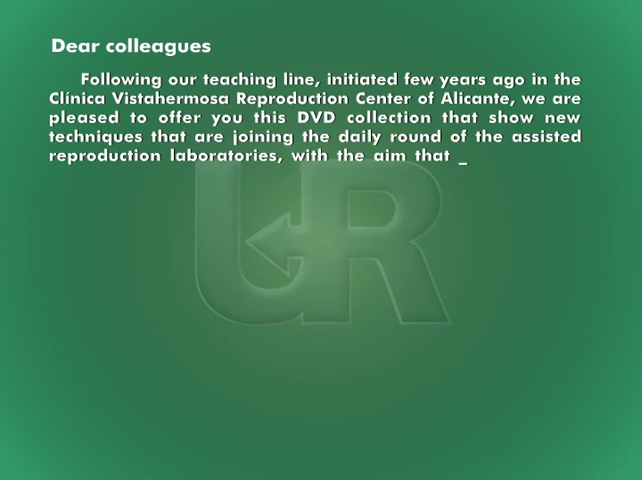 Dear colleagues
Following our teaching line, initiated few years ago in the
Clínica Vistahermosa Reproduction Center of Alicante, we are
pleased to offer you this DVD collection that show new
techniques that are joining the daily round of the assisted
reproduction laboratories, with the aim that _
UR